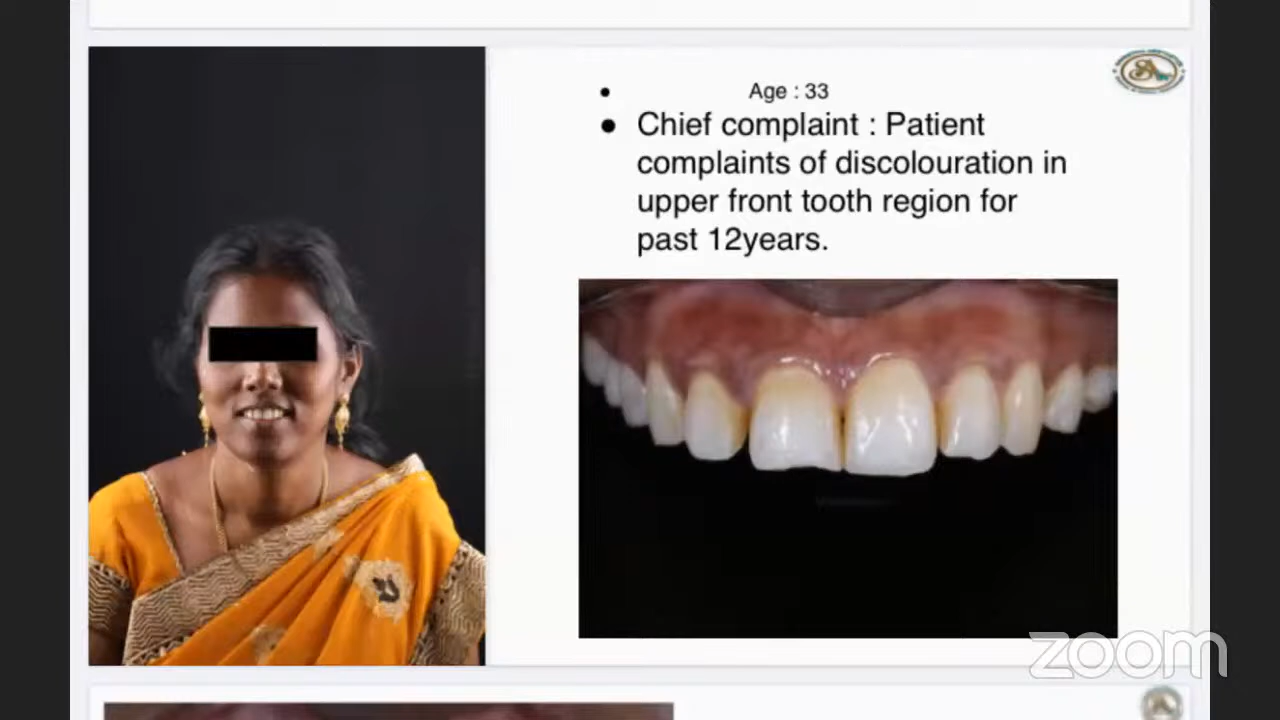 Age : 33
Chief complaint : Patient
complaints of discolouration in
upper front tooth region for
past 12years.
zoom